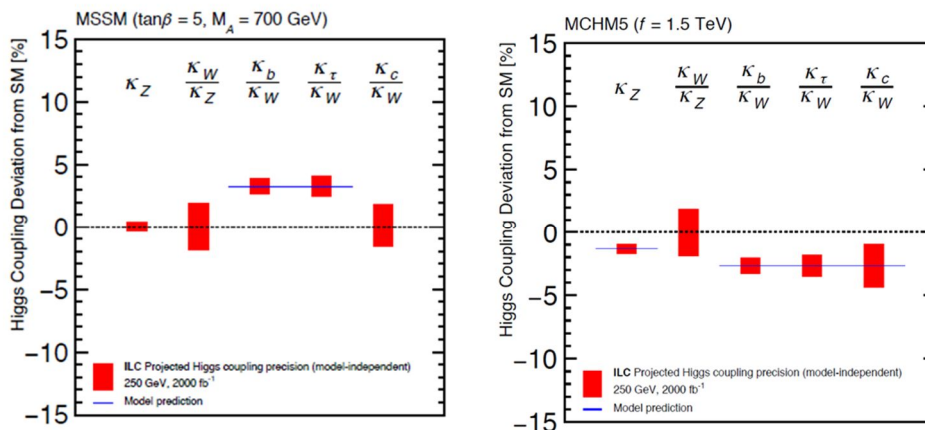 MSSM (tanβ = 5, M_A = 700 GeV)
Higgs Coupling Deviation from SM [%]
15
10
5
0
−5
−10
−15
κ_Z
κ_W/κ_Z
κ_b/κ_W
κ_τ/κ_W
κ_c/κ_W
ILC Projected Higgs coupling precision (model-independent)
250 GeV, 2000 fb⁻¹
Model prediction
MCHM5 (f = 1.5 TeV)
Higgs Coupling Deviation from SM [%]
15
10
5
0
−5
−10
−15
κ_Z
κ_W/κ_Z
κ_b/κ_W
κ_τ/κ_W
κ_c/κ_W
ILC Projected Higgs coupling precision (model-independent)
250 GeV, 2000 fb⁻¹
Model prediction